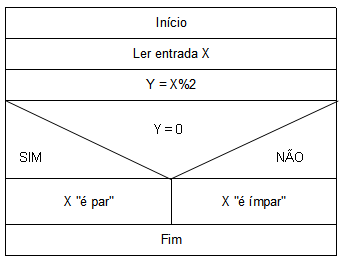 Início
Ler entrada X
Y = X%2
Y = 0
SIM
NÃO
X "é par"
X "é ímpar"
Fim